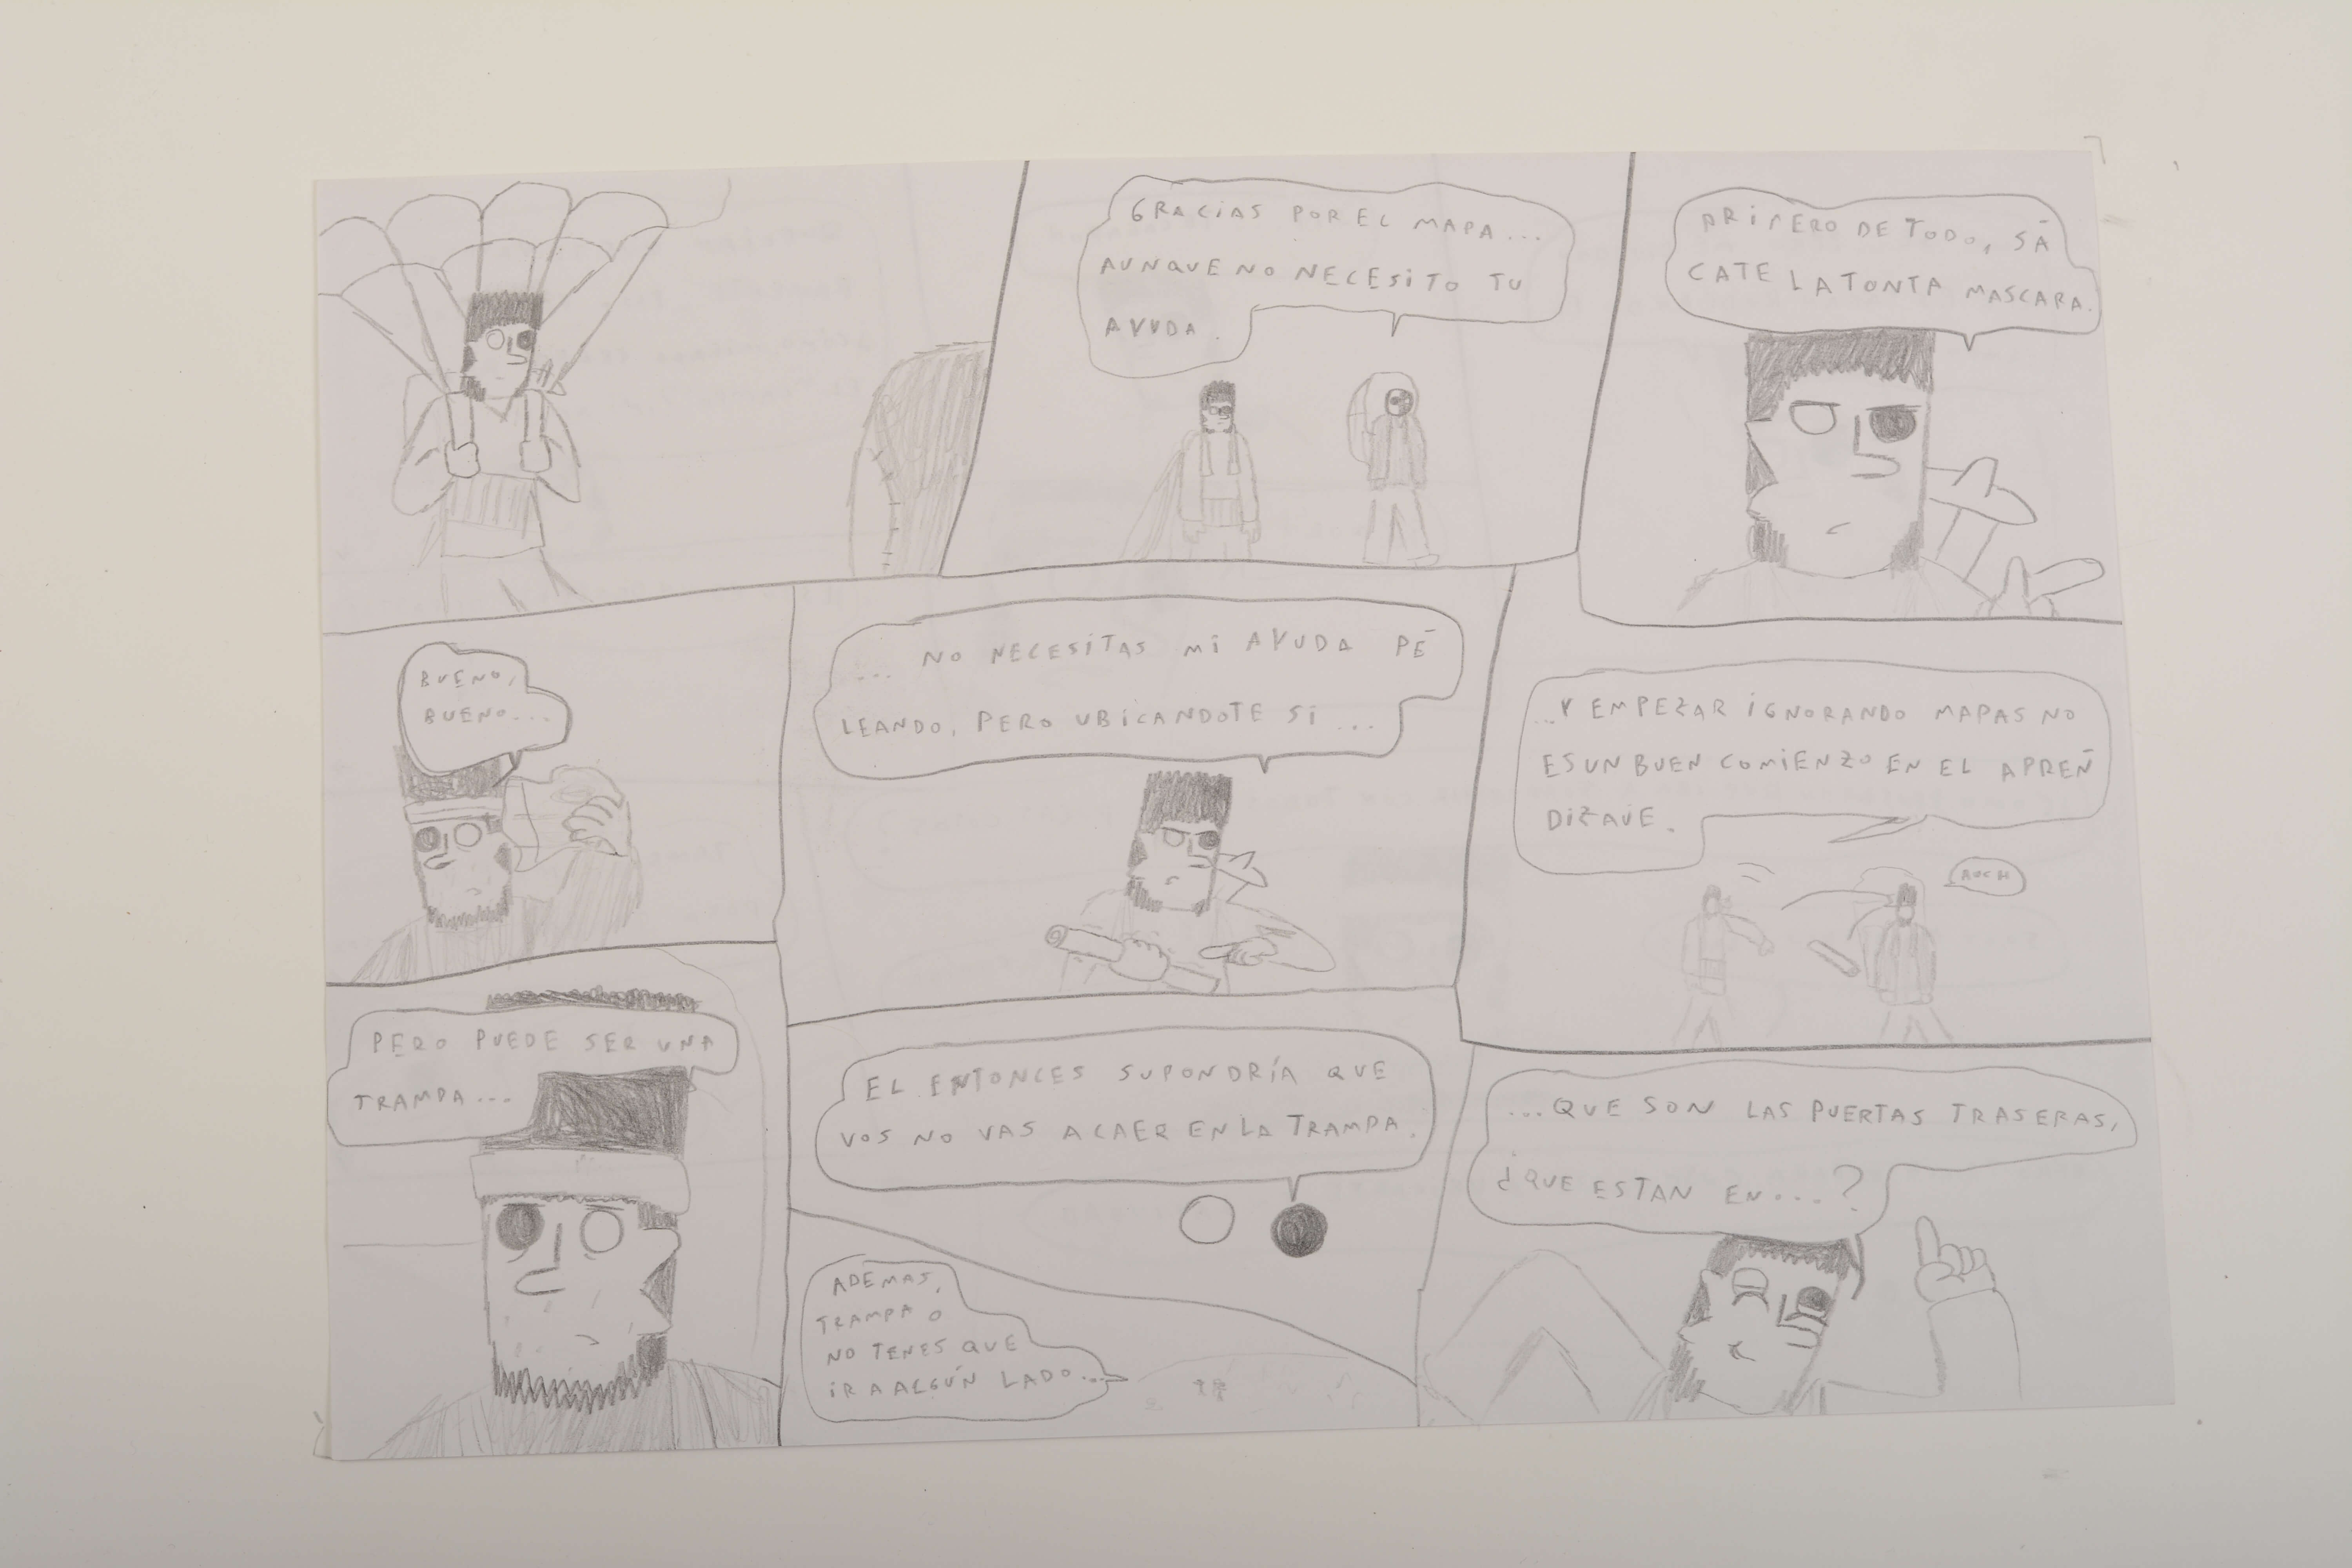 GRACIAS POR EL MAPA...
AUNQUE NO NECESITO TU
AYUDA.
PRIMERO DE TODO, SÁ
CATE LA TONTA MASCARA.
BUENO,
BUENO...
... NO NECESITAS MI AYUDA PE-
LEANDO, PERO UBICANDOTE SI...
...Y EMPEZAR IGNORANDO MAPAS NO
ES UN BUEN COMIENZO EN EL APREN-
DIZAJE.
AUCH
PERO PUEDE SER UNA
TRAMPA...
EL ENTONCES SUPONDRÍA QUE
VOS NO VAS A CAER EN LA TRAMPA.
ADEMAS,
TRAMPA O
NO TENES QUE
IR A ALGÚN LADO...
...QUE SON LAS PUERTAS TRASERAS,
¿QUE ESTAN EN...?